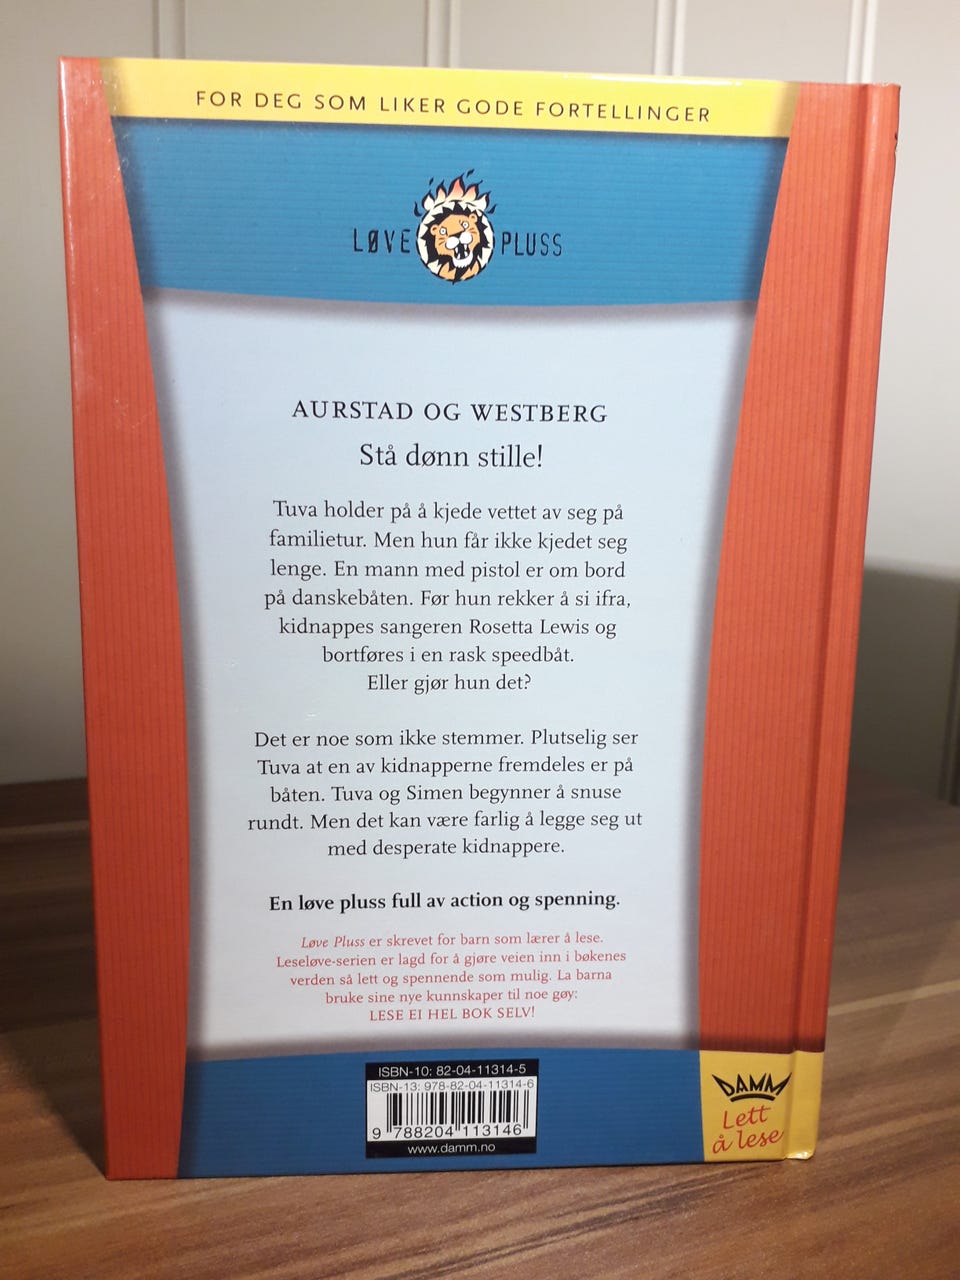 FOR DEG SOM LIKER GODE FORTELLINGER
LØVE PLUSS
AURSTAD OG WESTBERG
Stå dønn stille!
Tuva holder på å kjede vettet av seg på
familietur. Men hun får ikke kjedet seg
lenge. En mann med pistol er om bord
på danskebåten. Før hun rekker å si ifra,
kidnappes sangeren Rosetta Lewis og
bortføres i en rask speedbåt.
Eller gjør hun det?
Det er noe som ikke stemmer. Plutselig ser
Tuva at en av kidnapperne fremdeles er på
båten. Tuva og Simen begynner å snuse
rundt. Men det kan være farlig å legge seg ut
med desperate kidnappere.
En løve pluss full av action og spenning.
Løve Pluss er skrevet for barn som lærer å lese.
Leseløve-serien er lagd for å gjøre veien inn i bøkenes
verden så lett og spennende som mulig. La barna
bruke sine nye kunnskaper til noe gøy:
LESE EI HEL BOK SELV!
ISBN-10: 82-04-11314-5
ISBN-13: 978-82-04-11314-6
9 788204 113146
www.damm.no
DAMM
Lett
å lese